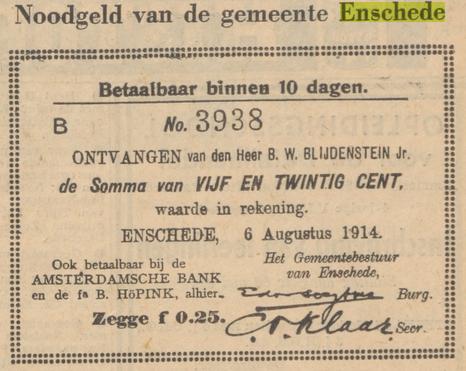 Noodgeld van de gemeente Enschede
Betaalbaar binnen 10 dagen.
B No. 3938
ONTVANGEN van den Heer B. W. BLIJDENSTEIN Jr.
de Somma van VIJF EN TWINTIG CENT,
waarde in rekening.
ENSCHEDE, 6 Augustus 1914.
Ook betaalbaar bij de
AMSTERDAMSCHE BANK
en de fa B. HöPINK, alhier.
Zegge f 0.25.
Het Gemeentebestuur
van Enschede,
Burg.
Klaar Secr.